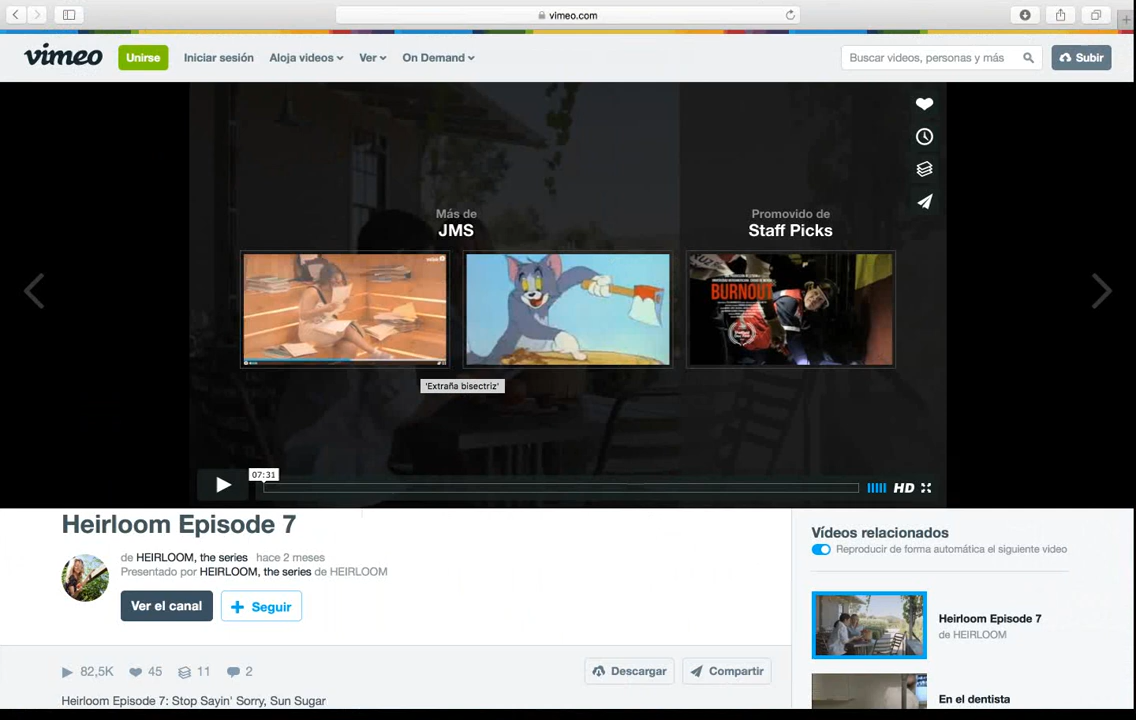 vimeo.com
vimeo
Unirse
Iniciar sesión
Aloja videos
Ver
On Demand
Buscar videos, personas y más
Subir
Más de
JMS
Promovido de
Staff Picks
BURNOUT
'Extraña bisectriz'
07:31
HD
Heirloom Episode 7
de HEIRLOOM, the series hace 2 meses
Presentado por HEIRLOOM, the series de HEIRLOOM
Ver el canal
+ Seguir
82,5K 45 11 2
Descargar
Compartir
Heirloom Episode 7: Stop Sayin' Sorry, Sun Sugar
Vídeos relacionados
Reproducir de forma automática el siguiente video
Heirloom Episode 7
de HEIRLOOM
En el dentista